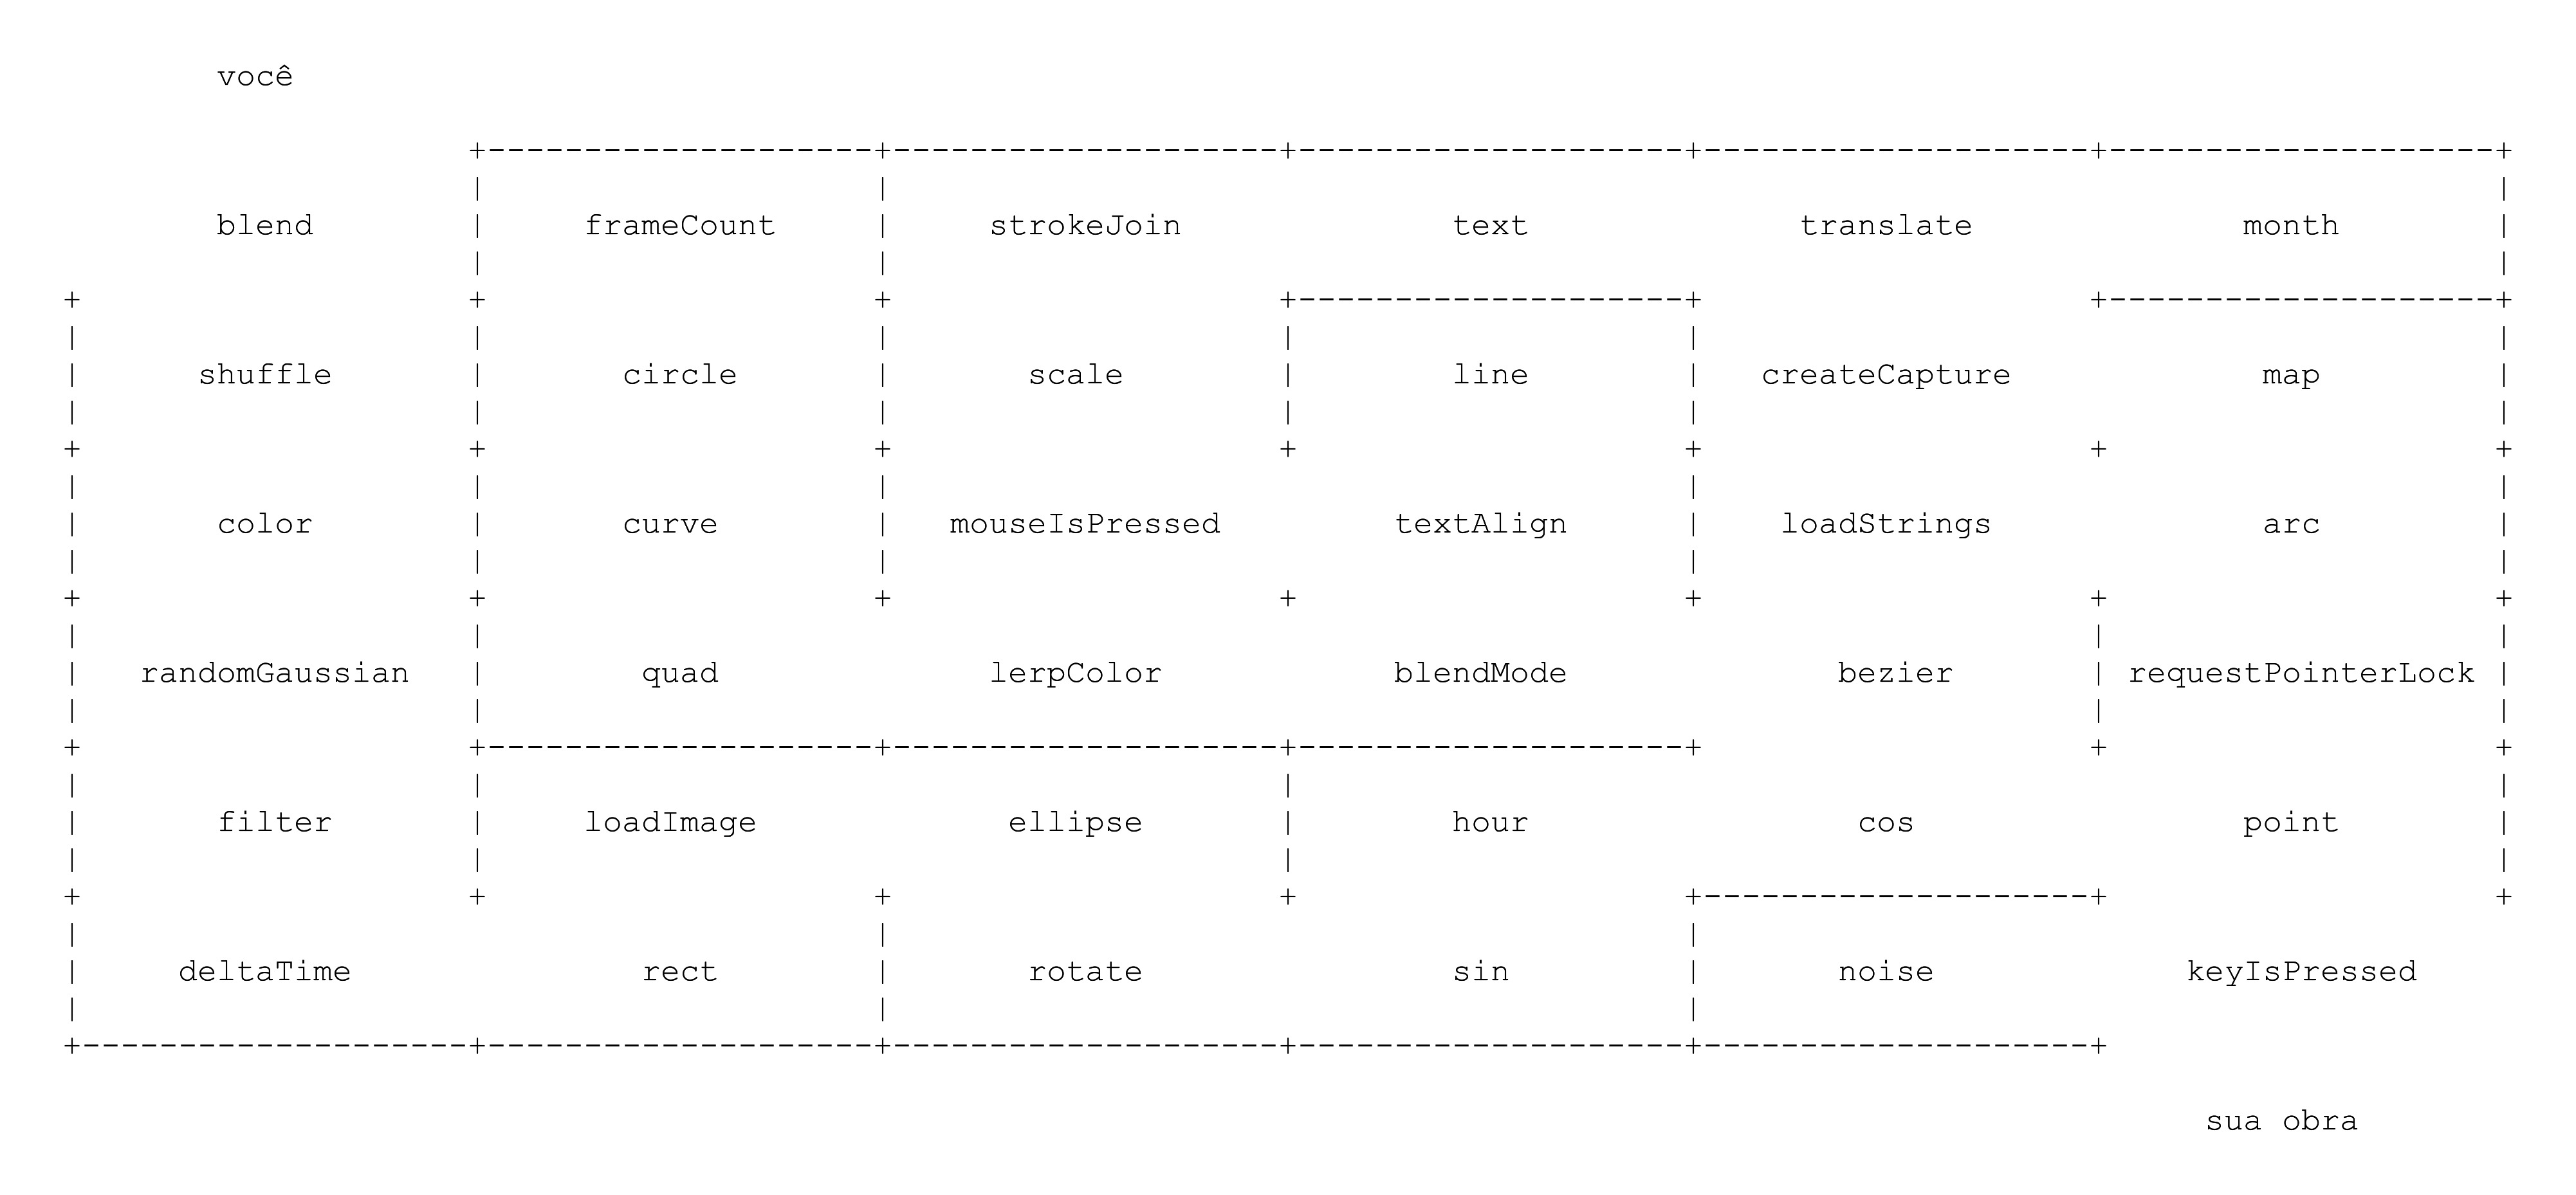 você
blend frameCount strokeJoin text translate month
shuffle circle scale line createCapture map
color curve mouseIsPressed textAlign loadStrings arc
randomGaussian quad lerpColor blendMode bezier requestPointerLock
filter loadImage ellipse hour cos point
deltaTime rect rotate sin noise keyIsPressed
sua obra